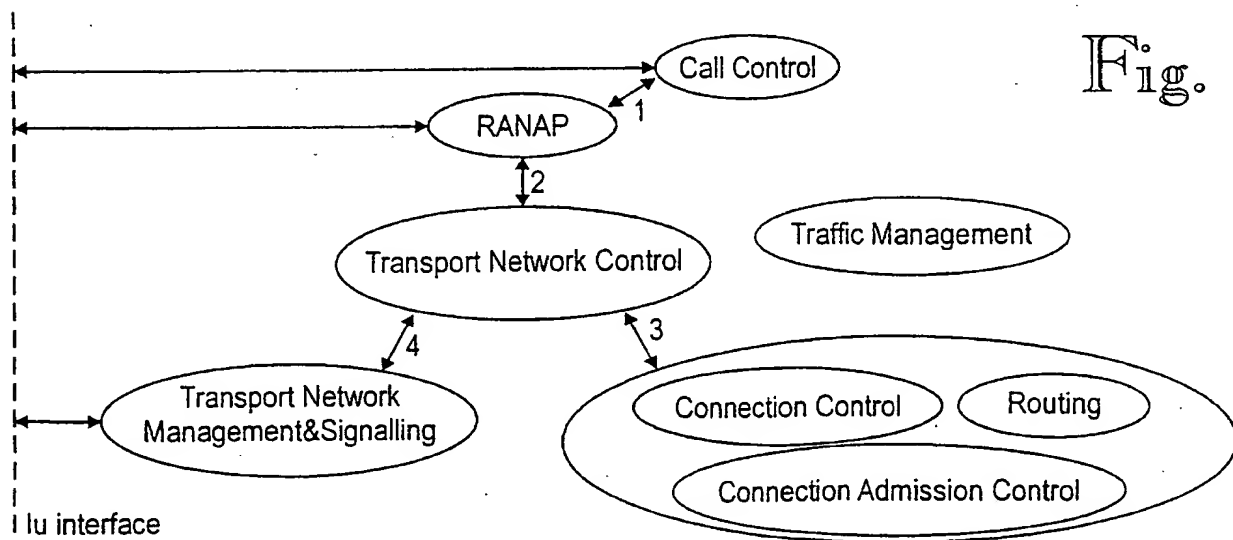 Fig.
Call Control
1
RANAP
2
Traffic Management
Transport Network Control
3
4
Transport Network
Management&Signalling
Connection Control
Routing
Connection Admission Control
Iu interface